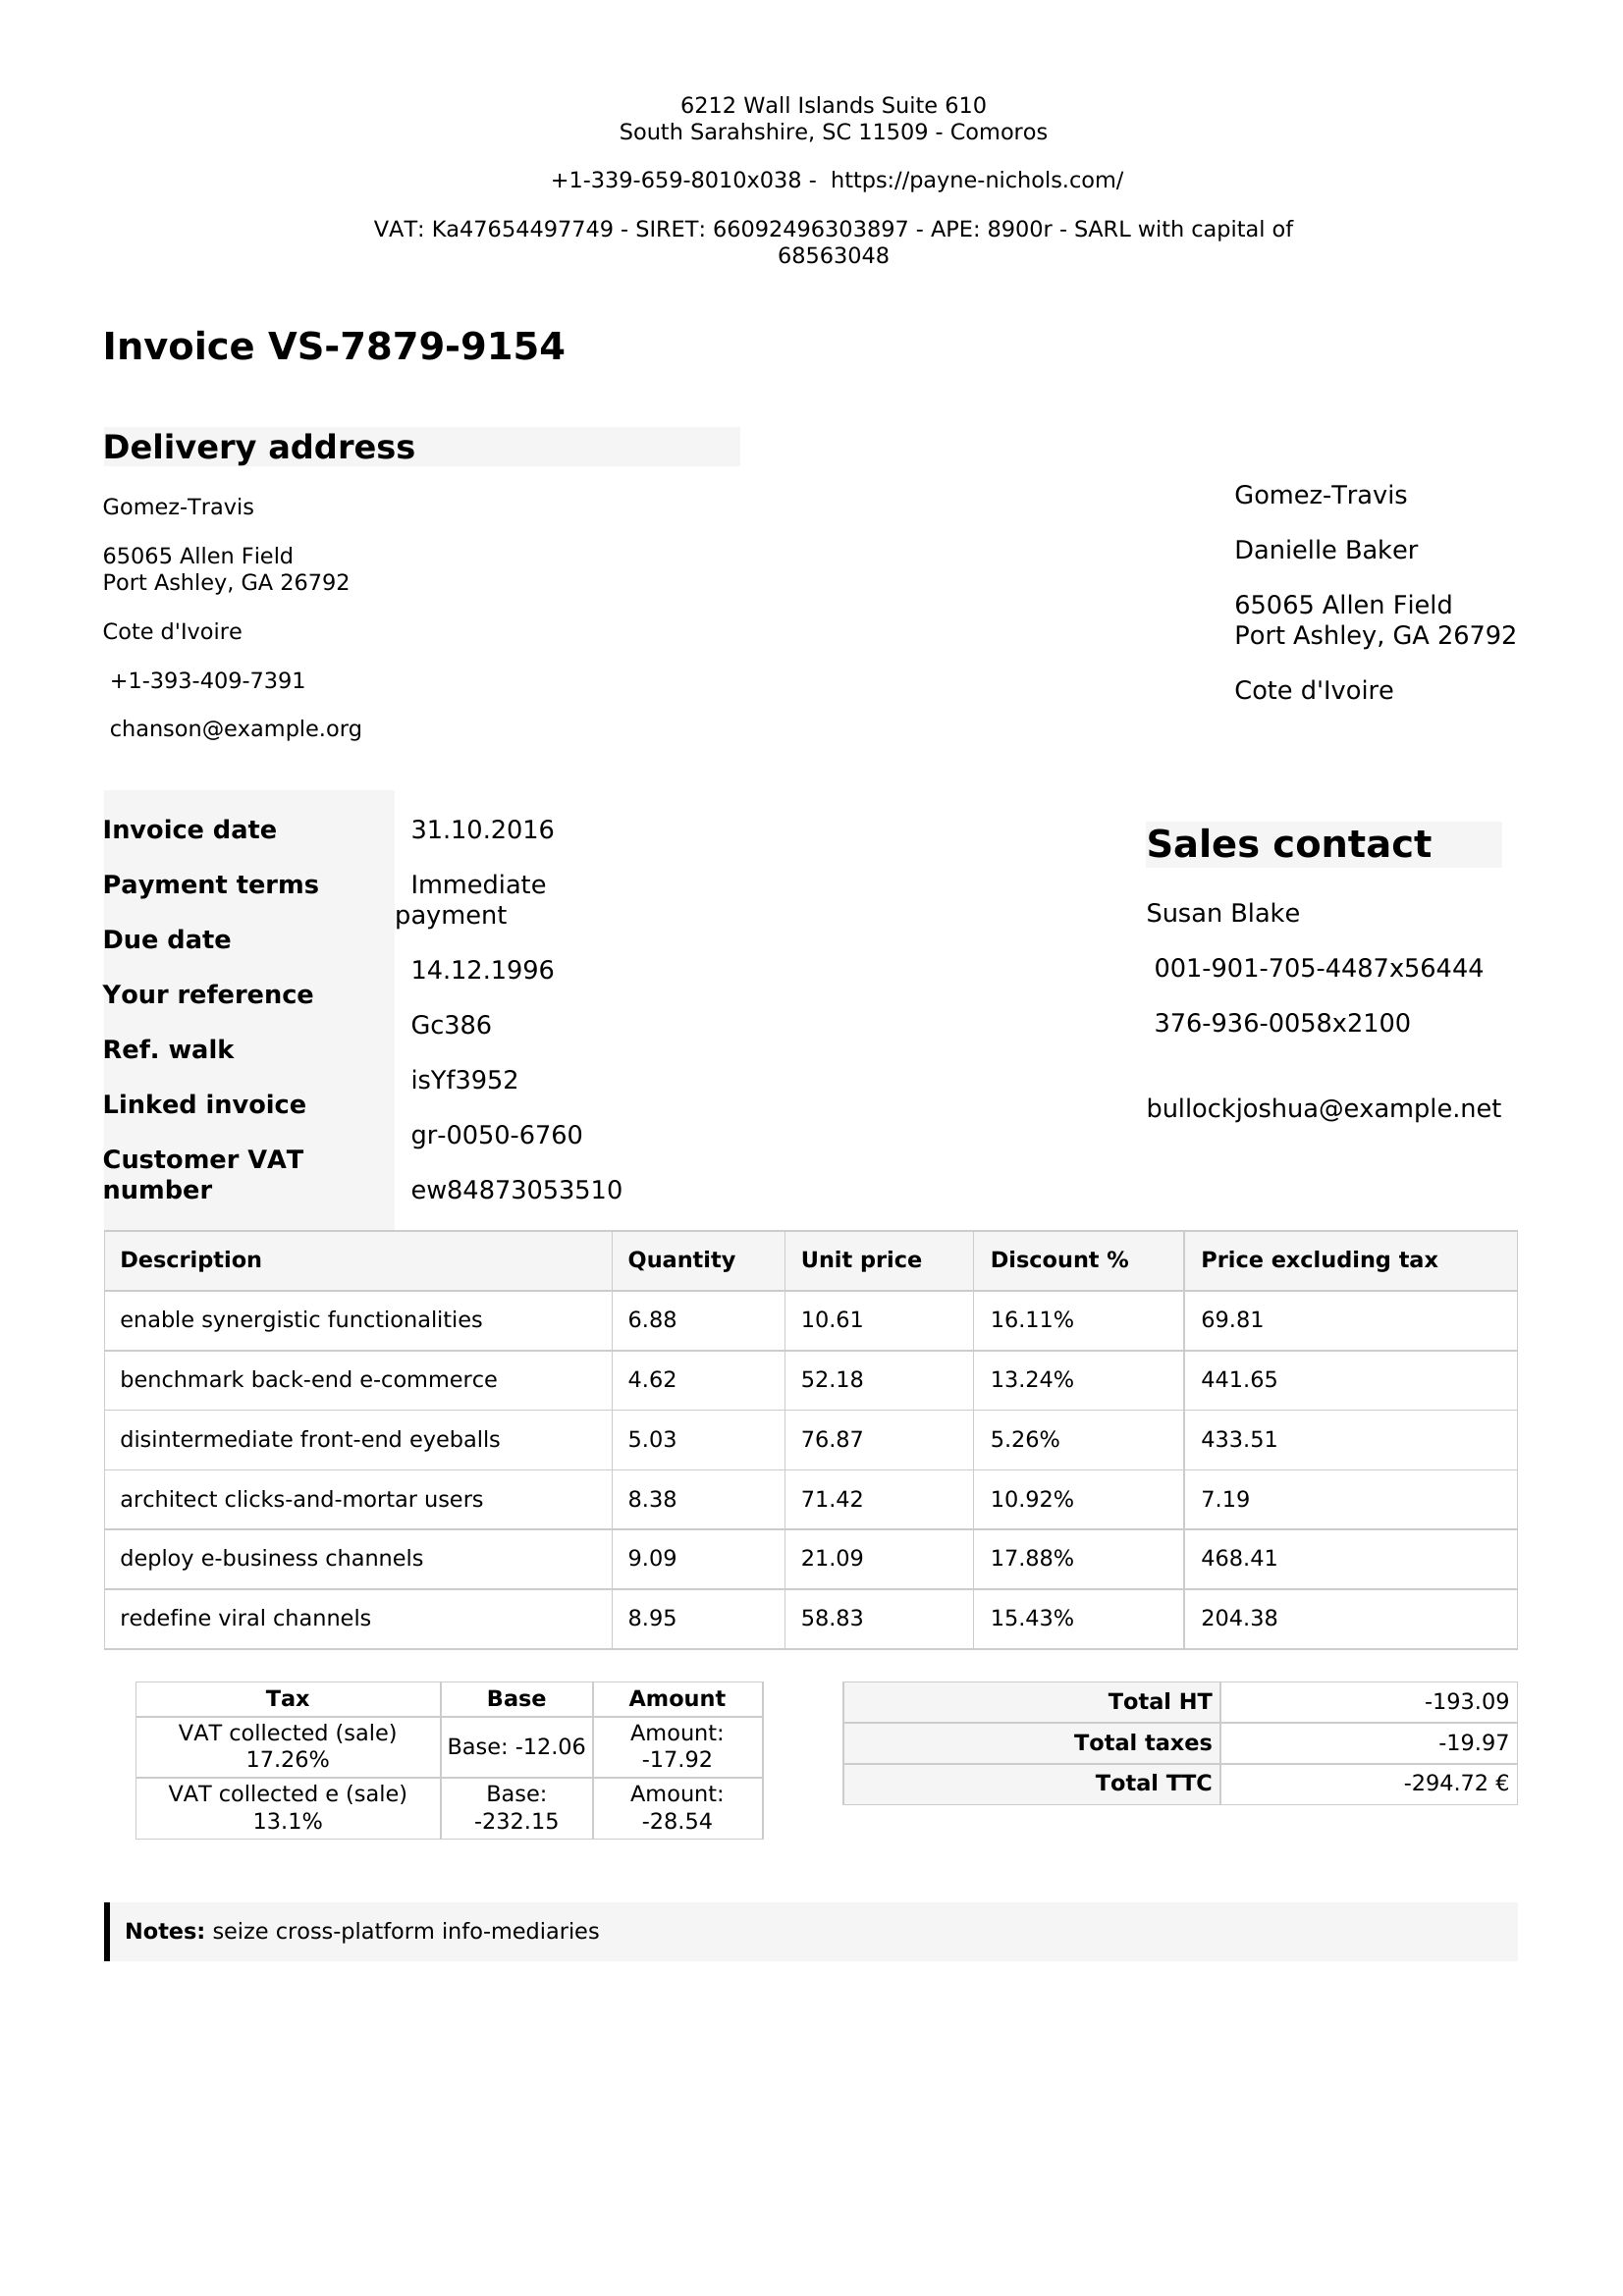 6212 Wall Islands Suite 610
South Sarahshire, SC 11509 - Comoros
+1-339-659-8010x038 -  https://payne-nichols.com/
VAT: Ka47654497749 - SIRET: 66092496303897 - APE: 8900r - SARL with capital of
68563048
Invoice VS-7879-9154
Delivery address
Gomez-Travis
65065 Allen Field
Port Ashley, GA 26792
Cote d'Ivoire
+1-393-409-7391
chanson@example.org
Gomez-Travis
Danielle Baker
65065 Allen Field
Port Ashley, GA 26792
Cote d'Ivoire
Invoice date
Payment terms
Due date
Your reference
Ref. walk
Linked invoice
Customer VAT
number
31.10.2016
Immediate
payment
14.12.1996
Gc386
isYf3952
gr-0050-6760
ew84873053510
Sales contact
Susan Blake
001-901-705-4487x56444
376-936-0058x2100
bullockjoshua@example.net
Description Quantity Unit price Discount % Price excluding tax
enable synergistic functionalities 6.88 10.61 16.11% 69.81
benchmark back-end e-commerce 4.62 52.18 13.24% 441.65
disintermediate front-end eyeballs 5.03 76.87 5.26% 433.51
architect clicks-and-mortar users 8.38 71.42 10.92% 7.19
deploy e-business channels 9.09 21.09 17.88% 468.41
redefine viral channels 8.95 58.83 15.43% 204.38
Tax Base Amount
VAT collected (sale)
17.26%
Base: -12.06
Amount:
-17.92
VAT collected e (sale)
13.1%
Base:
-232.15
Amount:
-28.54
Total HT -193.09
Total taxes -19.97
Total TTC -294.72 €
Notes: seize cross-platform info-mediaries